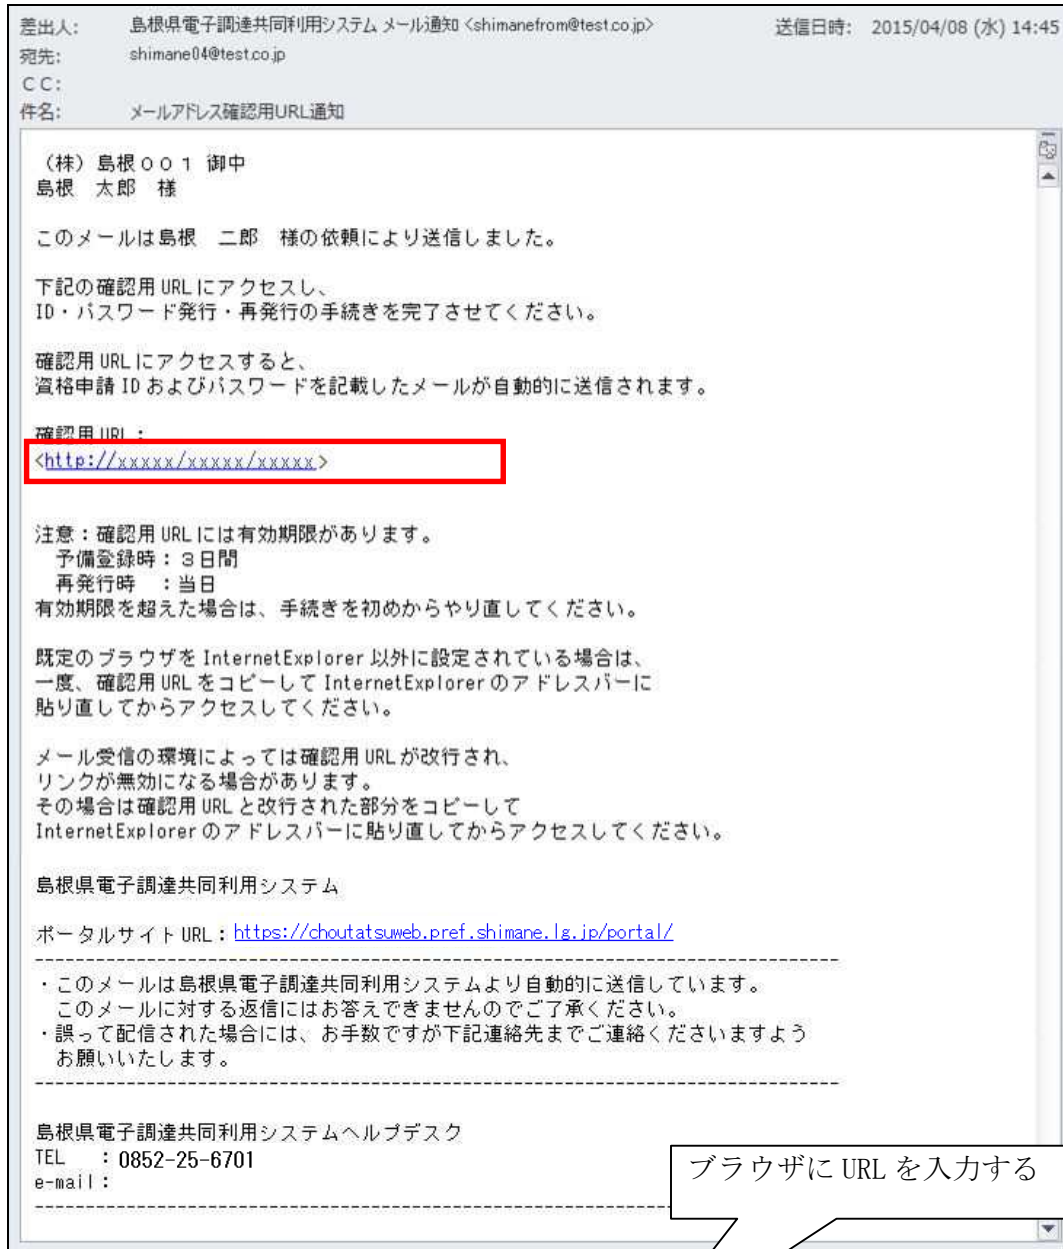 差出人: 島根県電子調達共同利用システム メール通知 <shimanefrom@test.co.jp> 送信日時: 2015/04/08 (水) 14:45
宛先: shimane04@test.co.jp
CC:
件名: メールアドレス確認用URL通知
（株）島根００１ 御中
島根 太郎 様
このメールは島根 二郎 様の依頼により送信しました。
下記の確認用URLにアクセスし、
ID・パスワード発行・再発行の手続きを完了させてください。
確認用URLにアクセスすると、
資格申請IDおよびパスワードを記載したメールが自動的に送信されます。
確認用URL：
<http://xxxxx/xxxxx/xxxxx>
注意：確認用URLには有効期限があります。
予備登録時：３日間
再発行時 ：当日
有効期限を超えた場合は、手続きを初めからやり直してください。
既定のブラウザをInternetExplorer以外に設定されている場合は、
一度、確認用URLをコピーしてInternetExplorerのアドレスバーに
貼り直してからアクセスしてください。
メール受信の環境によっては確認用URLが改行され、
リンクが無効になる場合があります。
その場合は確認用URLと改行された部分をコピーして
InternetExplorerのアドレスバーに貼り直してからアクセスしてください。
島根県電子調達共同利用システム
ポータルサイトURL：https://choutatsuweb.pref.shimane.lg.jp/portal/
--------------------------------------------------------------------------------
・このメールは島根県電子調達共同利用システムより自動的に送信しています。
このメールに対する返信にはお答えできませんのでご了承ください。
・誤って配信された場合には、お手数ですが下記連絡先までご連絡くださいますよう
お願いいたします。
--------------------------------------------------------------------------------
島根県電子調達共同利用システムヘルプデスク
TEL ：0852-25-6701
e-mail：
--------------------------------------------------------------------------------
ブラウザにURLを入力する